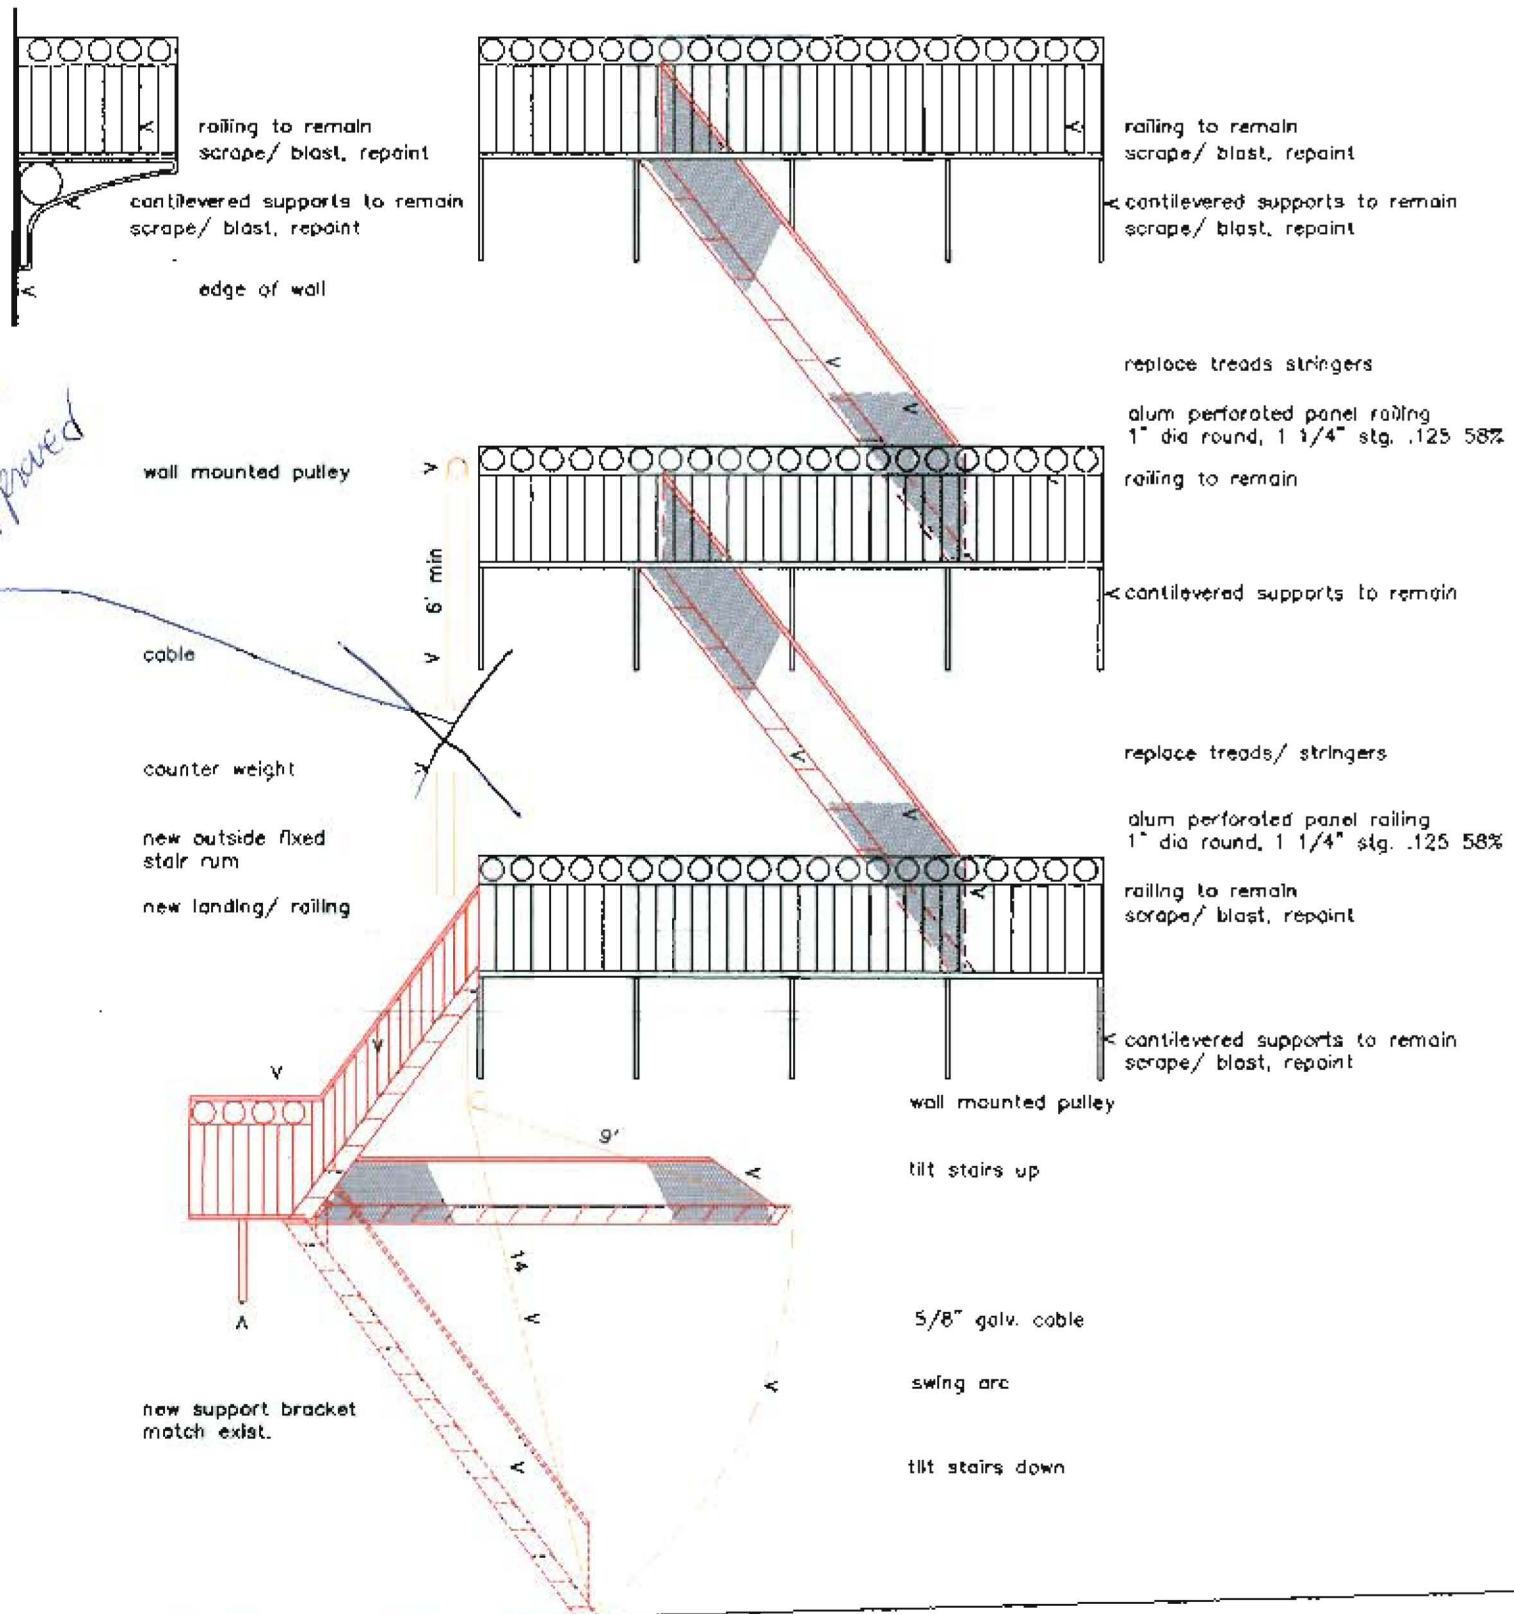 railing to remain
scrape/ blast, repaint
cantilevered supports to remain
scrape/ blast, repaint
edge of wall
railing to remain
scrape/ blast, repaint
cantilevered supports to remain
scrape/ blast, repaint
replace treads stringers
alum perforated panel railing
1" dia round, 1 1/4" stg. .125 58%
railing to remain
wall mounted pulley
6' min
cantilevered supports to remain
cable
counter weight
new outside fixed
stair rum
new landing/ railing
replace treads/ stringers
alum perforated panel railing
1" dia round, 1 1/4" stg. .125 58%
railing to remain
scrape/ blast, repaint
cantilevered supports to remain
scrape/ blast, repaint
wall mounted pulley
9'
tilt stairs up
14
5/8" galv. cable
swing arc
new support bracket
match exist.
tilt stairs down